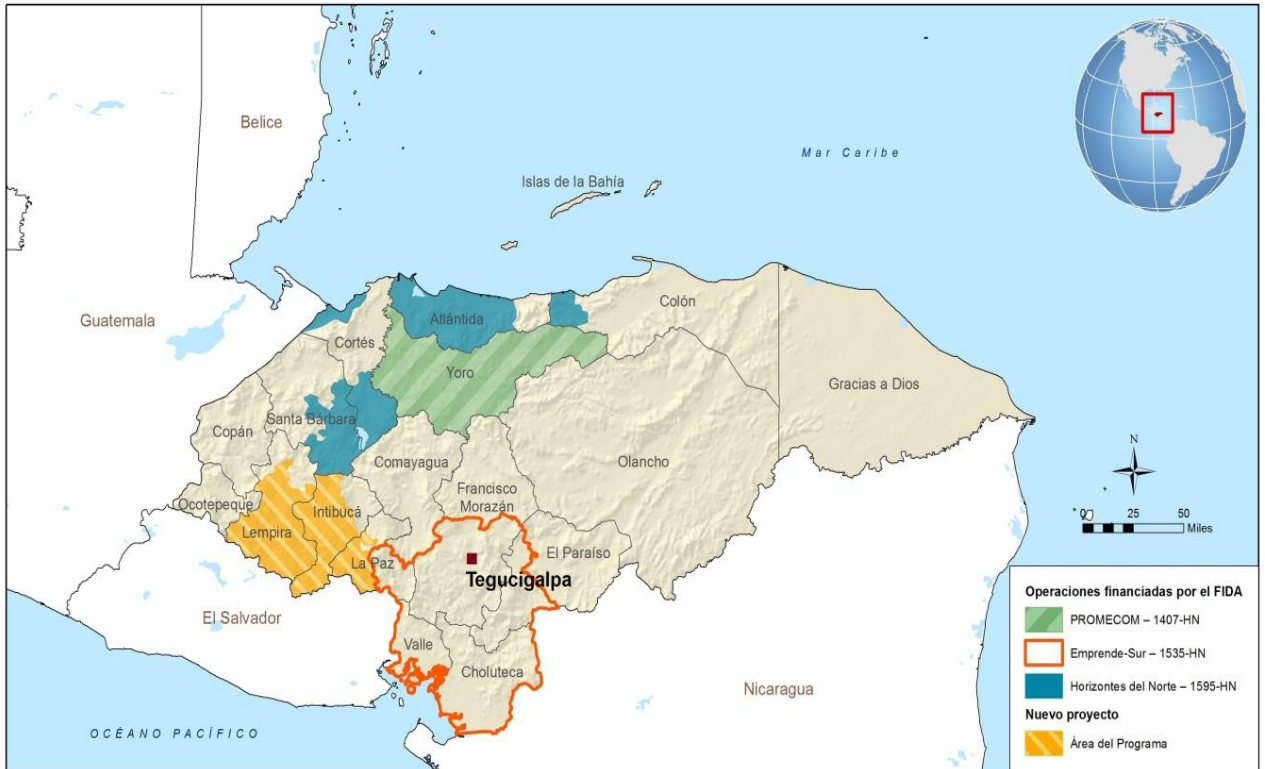 Belice
Mar Caribe
Islas de la Bahía
Guatemala
Colón
Atlántida
Cortés
Yoro
Gracias a Dios
Santa Bárbara
Copán
Olancho
Comayagua
Francisco
Morazán
Ocotepeque
Intibucá
Lempira
El Paraíso
La Paz
Tegucigalpa
El Salvador
Valle
Choluteca
Nicaragua
OCÉANO PACÍFICO
N
0 25 50
Miles
Operaciones financiadas por el FIDA
PROMECOM – 1407-HN
Emprende-Sur – 1535-HN
Horizontes del Norte – 1595-HN
Nuevo proyecto
Área del Programa